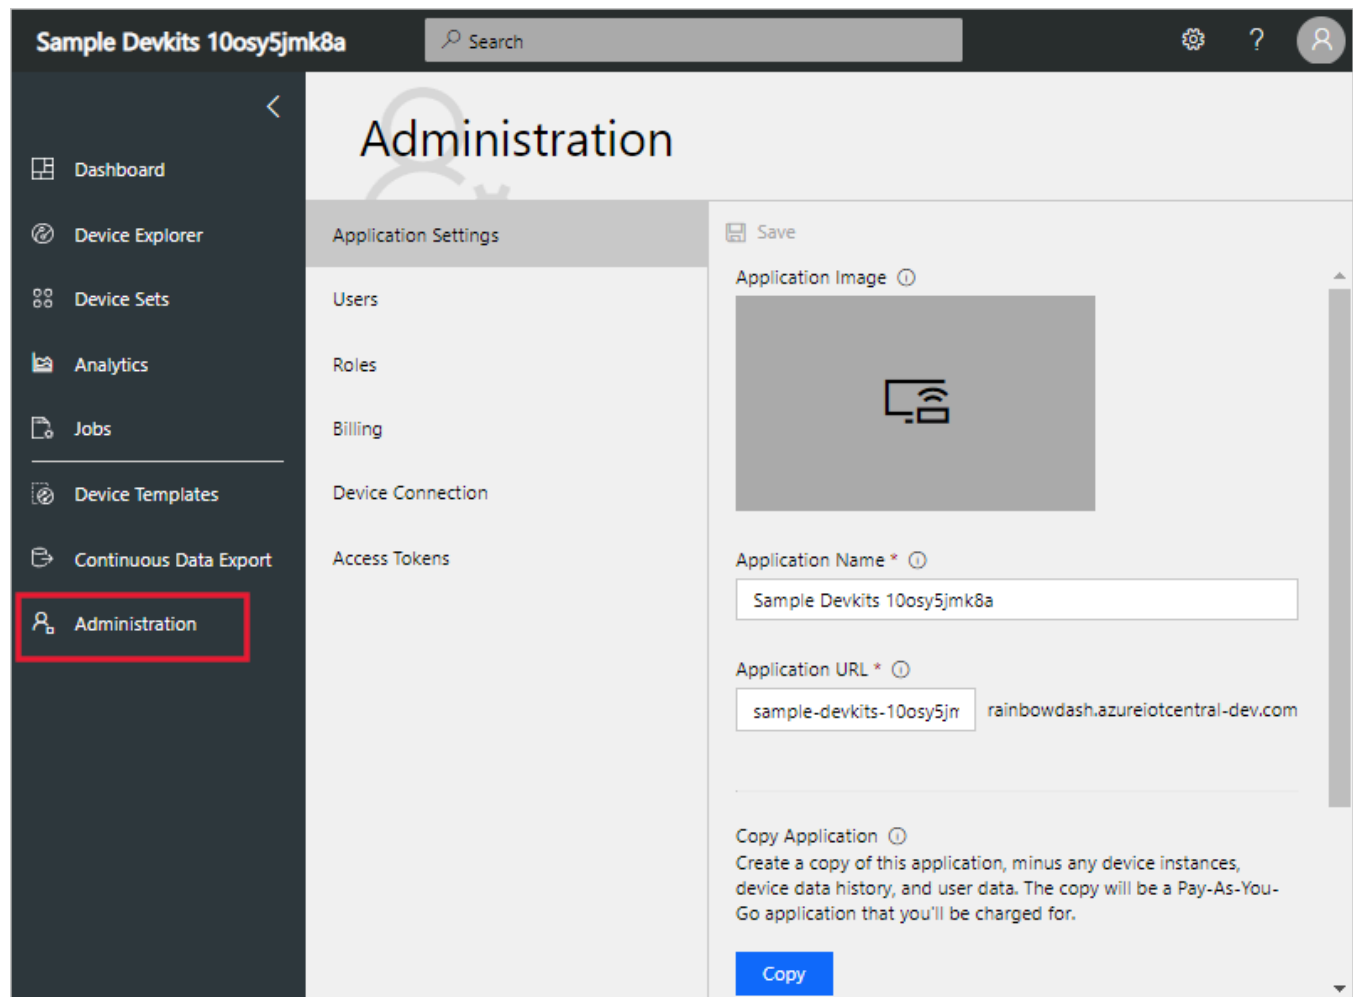 Sample Devkits 10osy5jmk8a
Search
?
Dashboard
Device Explorer
Device Sets
Analytics
Jobs
Device Templates
Continuous Data Export
Administration
Administration
Application Settings
Users
Roles
Billing
Device Connection
Access Tokens
Save
Application Image
Application Name *
Sample Devkits 10osy5jmk8a
Application URL *
sample-devkits-10osy5jm rainbowdash.azureiotcentral-dev.com
Copy Application
Create a copy of this application, minus any device instances,
device data history, and user data. The copy will be a Pay-As-You-
Go application that you'll be charged for.
Copy